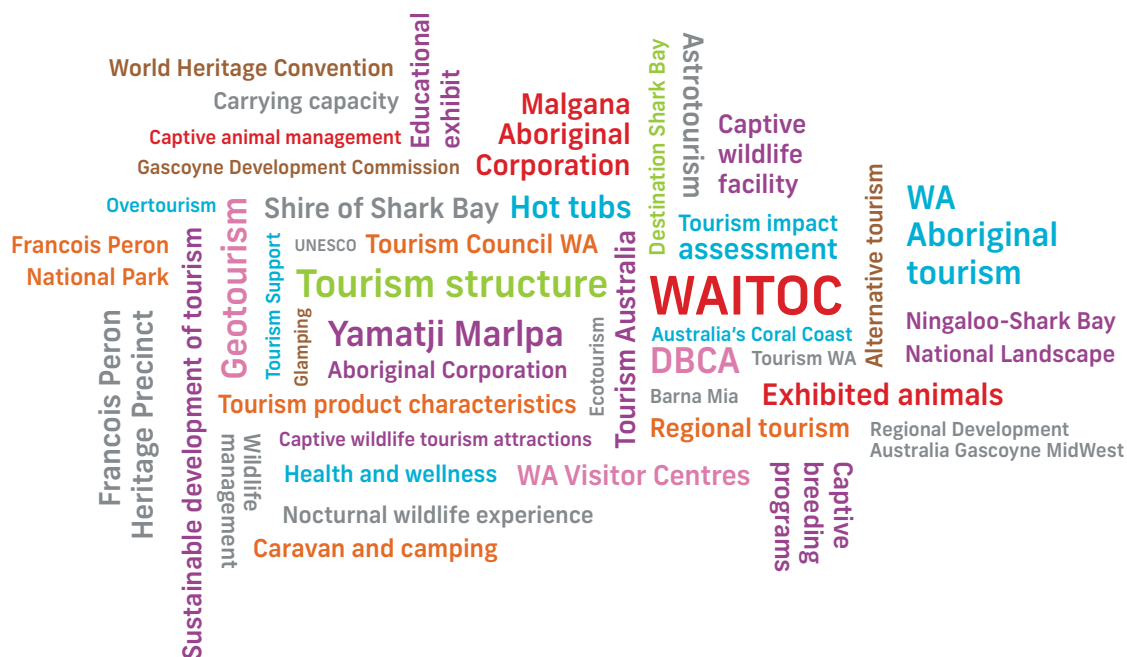 World Heritage Convention
Carrying capacity
Captive animal management
Gascoyne Development Commission
Educational
exhibit
Malgana
Aboriginal
Corporation
Destination Shark Bay
Astrotourism
Captive
wildlife
facility
Overtourism
Francois Peron
National Park
Geotourism
Shire of Shark Bay
Hot tubs
Tourism impact
assessment
Alternative tourism
WA
Aboriginal
tourism
Sustainable development of tourism
Tourism Support
UNESCO
Tourism Council WA
Tourism structure
Tourism Australia
WAITOC
Francois Peron
Heritage Precinct
Glamping
Yamatji Marlpa
Aboriginal Corporation
Ecotourism
Australia's Coral Coast
DBCA
Tourism WA
Ningaloo-Shark Bay
National Landscape
Tourism product characteristics
Barna Mia
Exhibited animals
Captive wildlife tourism attractions
Regional tourism
Regional Development
Australia Gascoyne MidWest
Wildlife
management
Health and wellness
WA Visitor Centres
Captive
breeding
programs
Nocturnal wildlife experience
Caravan and camping